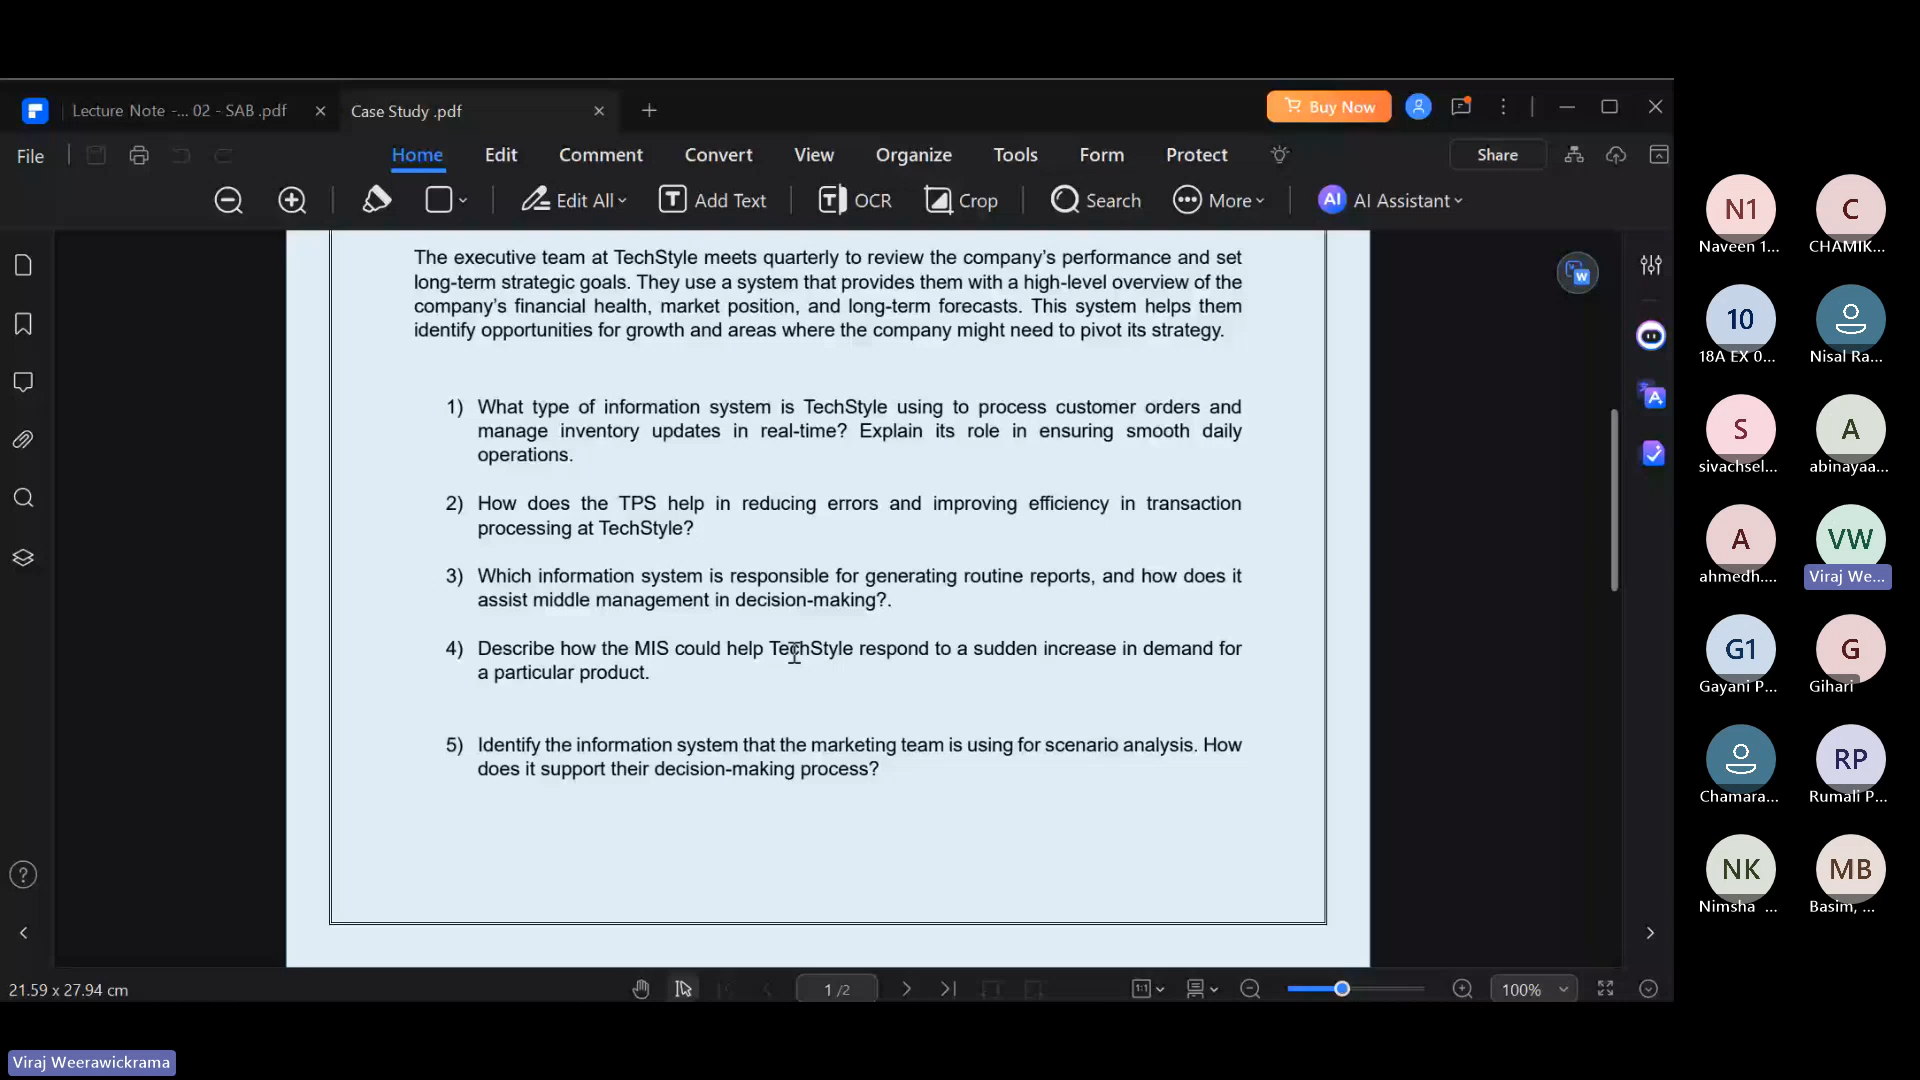 Lecture Note -... 02 - SAB .pdf
Case Study .pdf
Buy Now
File
Home
Edit
Comment
Convert
View
Organize
Tools
Form
Protect
Share
Edit All
Add Text
OCR
Crop
Search
More
AI
AI Assistant
The executive team at TechStyle meets quarterly to review the company's performance and set
long-term strategic goals. They use a system that provides them with a high-level overview of the
company's financial health, market position, and long-term forecasts. This system helps them
identify opportunities for growth and areas where the company might need to pivot its strategy.
1) What type of information system is TechStyle using to process customer orders and
manage inventory updates in real-time? Explain its role in ensuring smooth daily
operations.
2) How does the TPS help in reducing errors and improving efficiency in transaction
processing at TechStyle?
3) Which information system is responsible for generating routine reports, and how does it
assist middle management in decision-making?.
4) Describe how the MIS could help TechStyle respond to a sudden increase in demand for
a particular product.
5) Identify the information system that the marketing team is using for scenario analysis. How
does it support their decision-making process?
21.59 x 27.94 cm
1 /2
1:1
100%
N1
Naveen 1...
C
CHAMIK...
10
18A EX 0...
Nisal Ra...
S
sivachsel...
A
abinayaa...
A
ahmedh....
VW
Viraj We...
G1
Gayani P...
G
Gihari
Chamara...
RP
Rumali P...
NK
Nimsha ...
MB
Basim, ...
Viraj Weerawickrama